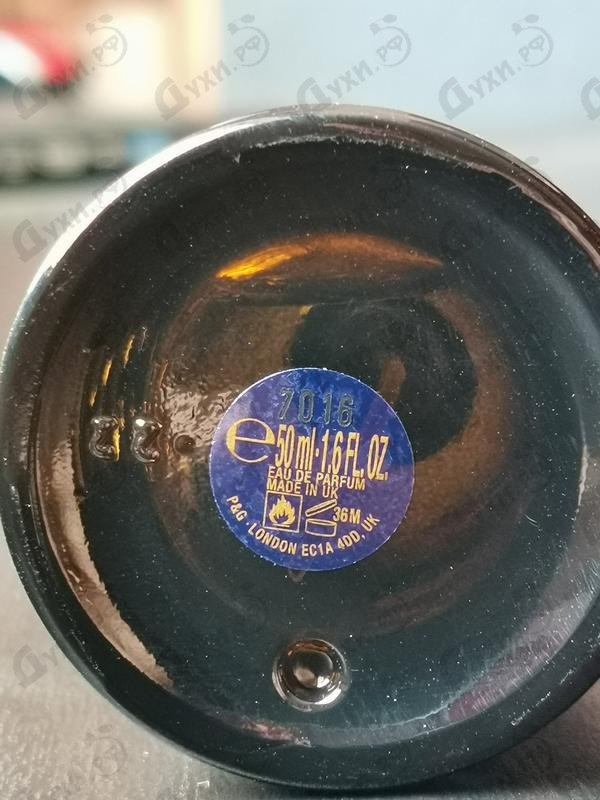 7016
e 50 ml · 1.6 FL. OZ.
EAU DE PARFUM
MADE IN UK
36M
P&G · LONDON EC1A 4DD, UK
Духи.РФ